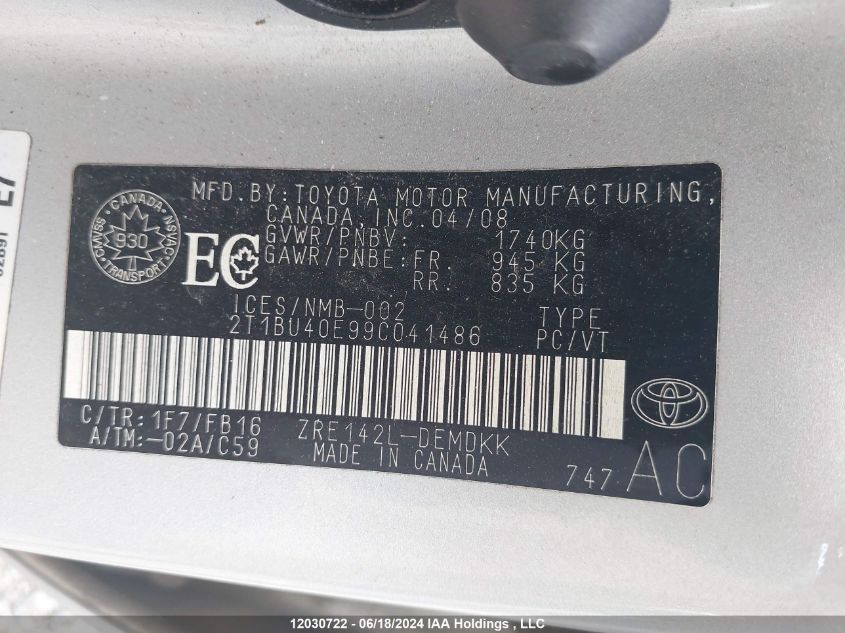 MFD.BY:TOYOTA MOTOR MANUFACTURING,
CANADA, INC. 04/08
GVWR/PNBV: 1740KG
GAWR/PNBE: FR. 945 KG
RR. 835 KG
CANADA
930
TRANSPORT
EC
ICES/NMB-002 TYPE
2T1BU40E99C041486 PC/VT
C/TR: 1F7/FB16 ZRE142L-DEMDKK
A/TM:-02A/C59 MADE IN CANADA
747 AC
E7
12030722 - 06/18/2024 IAA Holdings , LLC